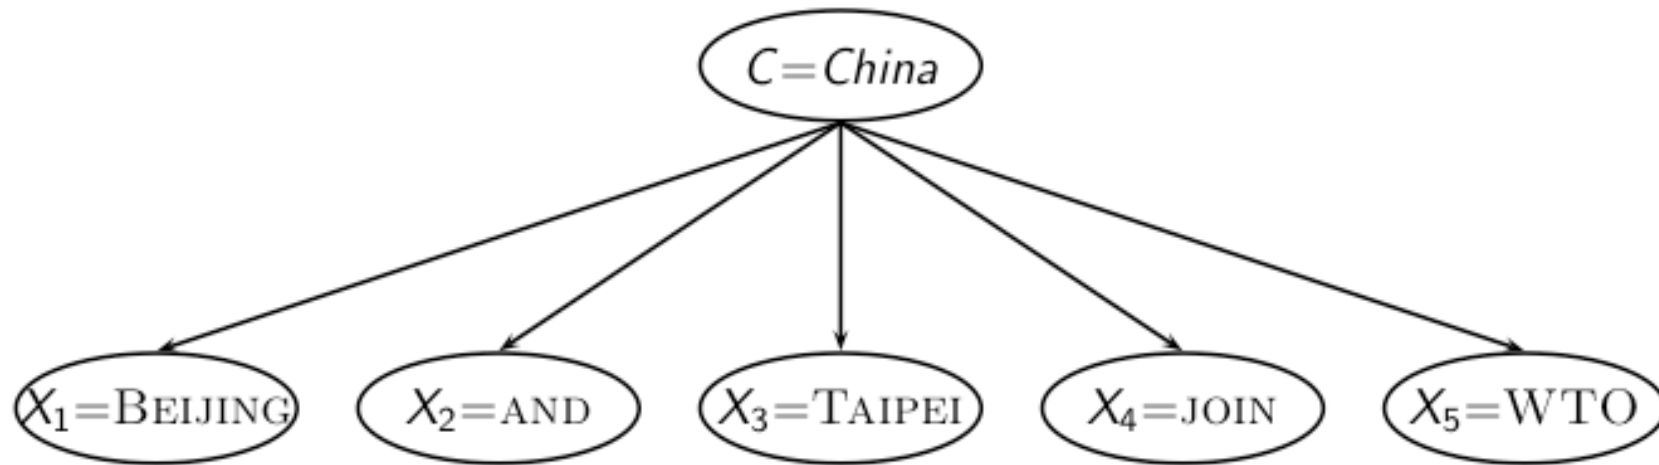 C=China
X₁=BEIJING X₂=AND X₃=TAIPEI X₄=JOIN X₅=WTO